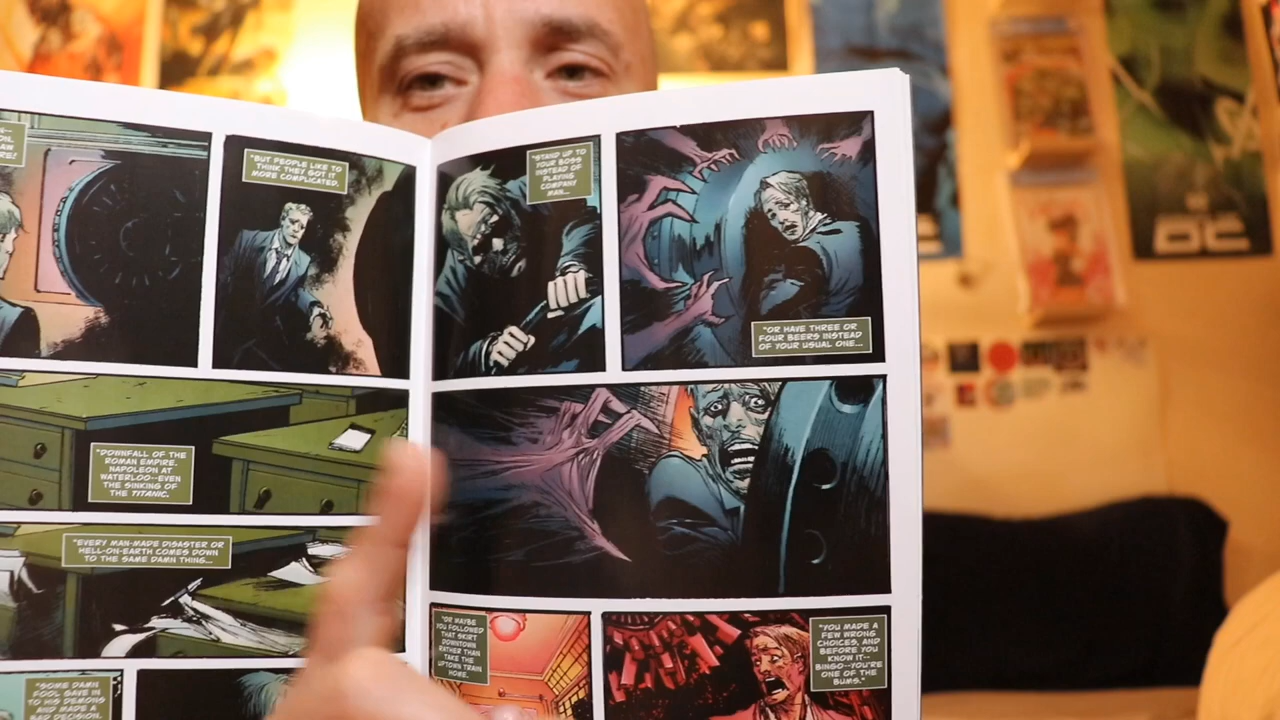 "BUT PEOPLE LIKE TO
THINK THEY GOT IT
MORE COMPLICATED.
"DOWNFALL OF THE
ROMAN EMPIRE.
NAPOLEON AT
WATERLOO--EVEN
THE SINKING OF
THE TITANIC.
"EVERY MAN-MADE DISASTER OR
HELL-ON-EARTH COMES DOWN
TO THE SAME DAMN THING...
"SOME DAMN
FOOL GAVE IN
TO HIS DEMONS
AND MADE A
BAD DECISION.
"STAND UP TO
YOUR BOSS
INSTEAD OF
PLAYING
COMPANY
MAN...
"OR HAVE THREE OR
FOUR BEERS INSTEAD
OF YOUR USUAL ONE...
"OR MAYBE
YOU FOLLOWED
THAT SKIRT
DOWNTOWN
RATHER THAN
TAKE THE
UPTOWN TRAIN
HOME.
"YOU MADE A
FEW WRONG
CHOICES, AND
BEFORE YOU
KNOW IT--
BINGO--YOU'RE
ONE OF THE
BUMS."
DC